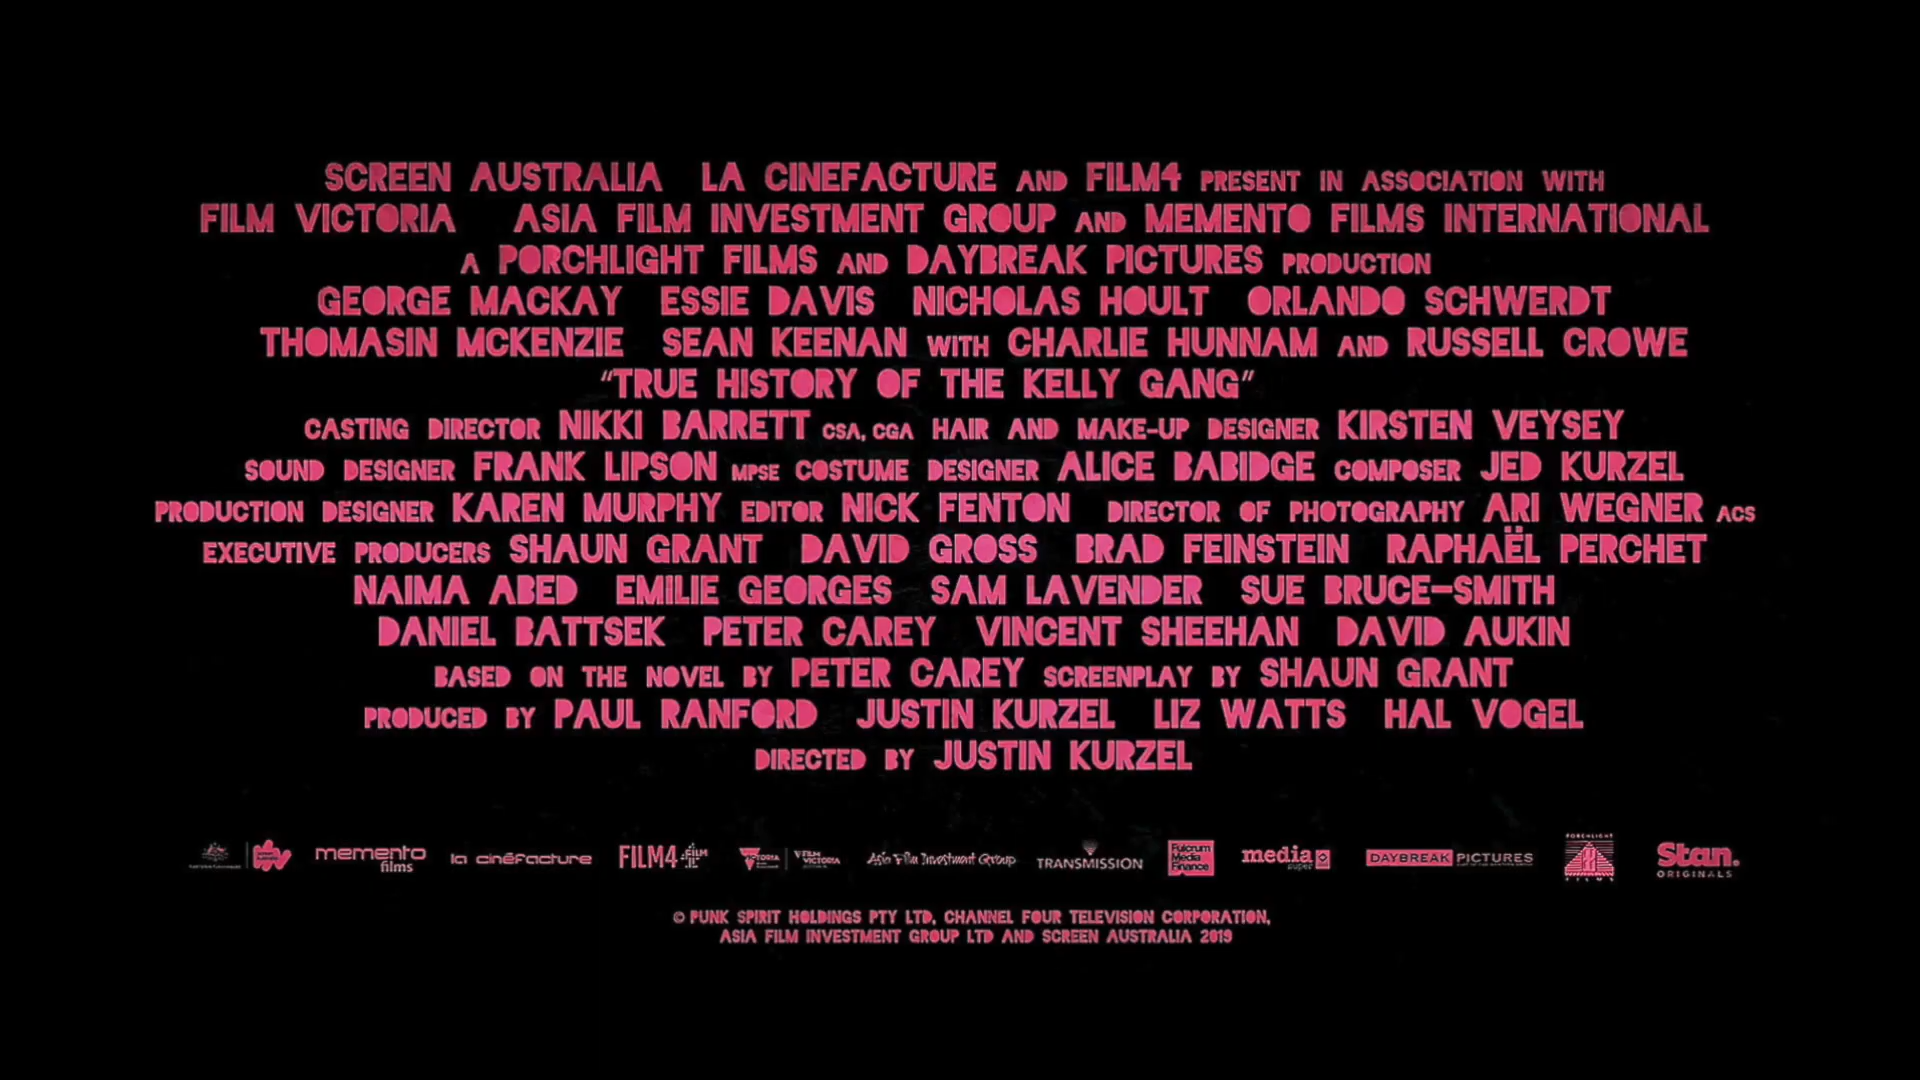 SCREEN AUSTRALIA LA CINEFACTURE AND FILM4 PRESENT IN ASSOCIATION WITH
FILM VICTORIA ASIA FILM INVESTMENT GROUP AND MEMENTO FILMS INTERNATIONAL
A PORCHLIGHT FILMS AND DAYBREAK PICTURES PRODUCTION
GEORGE MACKAY ESSIE DAVIS NICHOLAS HOULT ORLANDO SCHWERDT
THOMASIN MCKENZIE SEAN KEENAN WITH CHARLIE HUNNAM AND RUSSELL CROWE
"TRUE HISTORY OF THE KELLY GANG"
CASTING DIRECTOR NIKKI BARRETT CSA, CGA HAIR AND MAKE-UP DESIGNER KIRSTEN VEYSEY
SOUND DESIGNER FRANK LIPSON MPSE COSTUME DESIGNER ALICE BABIDGE COMPOSER JED KURZEL
PRODUCTION DESIGNER KAREN MURPHY EDITOR NICK FENTON DIRECTOR OF PHOTOGRAPHY ARI WEGNER ACS
EXECUTIVE PRODUCERS SHAUN GRANT DAVID GROSS BRAD FEINSTEIN RAPHAËL PERCHET
NAIMA ABED EMILIE GEORGES SAM LAVENDER SUE BRUCE-SMITH
DANIEL BATTSEK PETER CAREY VINCENT SHEEHAN DAVID AUKIN
BASED ON THE NOVEL BY PETER CAREY SCREENPLAY BY SHAUN GRANT
PRODUCED BY PAUL RANFORD JUSTIN KURZEL LIZ WATTS HAL VOGEL
DIRECTED BY JUSTIN KURZEL
memento films la cinéfacture FILM4 FILM VICTORIA Asia Film Investment Group TRANSMISSION Fulcrum Media Finance media super DAYBREAK PICTURES PORCHLIGHT FILMS Stan. ORIGINALS
© PUNK SPIRIT HOLDINGS PTY LTD, CHANNEL FOUR TELEVISION CORPORATION,
ASIA FILM INVESTMENT GROUP LTD AND SCREEN AUSTRALIA 2019